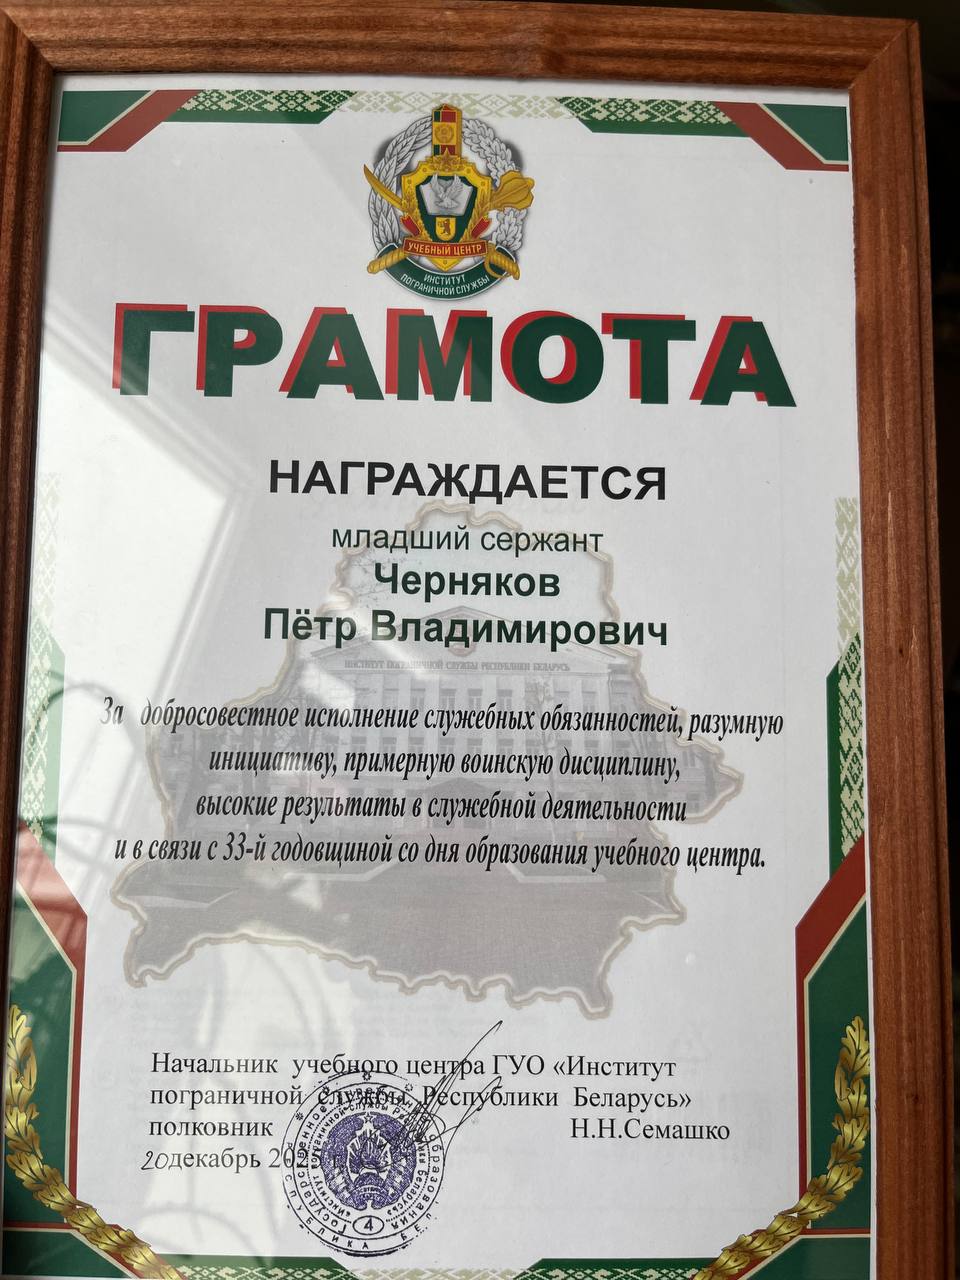 УЧЕБНЫЙ ЦЕНТР
ИНСТИТУТ
ПОГРАНИЧНОЙ СЛУЖБЫ
ГРАМОТА
НАГРАЖДАЕТСЯ
младший сержант
Черняков
Пётр Владимирович
ИНСТИТУТ ПОГРАНИЧНОЙ СЛУЖБЫ РЕСПУБЛИКИ БЕЛАРУСЬ
За добросовестное исполнение служебных обязанностей, разумную
инициативу, примерную воинскую дисциплину,
высокие результаты в служебной деятельности
и в связи с 33-й годовщиной со дня образования учебного центра.
Начальник учебного центра ГУО «Институт
пограничной службы Республики Беларусь»
полковник Н.Н.Семашко
20 декабрь
4